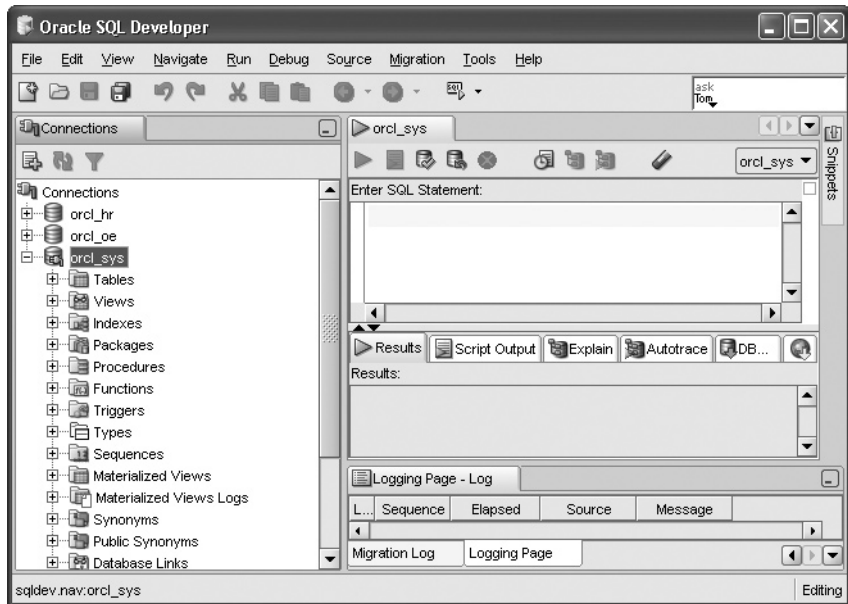 Oracle SQL Developer
File Edit View Navigate Run Debug Source Migration Tools Help
ask
Tom
Connections
orcl_sys
Snippets
orcl_sys
Enter SQL Statement:
Connections
orcl_hr
orcl_oe
orcl_sys
Tables
Views
Indexes
Packages
Procedures
Functions
Triggers
Types
Sequences
Materialized Views
Materialized Views Logs
Synonyms
Public Synonyms
Database Links
Results Script Output Explain Autotrace DB...
Results:
Logging Page - Log
L... Sequence Elapsed Source Message
Migration Log Logging Page
sqldev.nav:orcl_sys Editing